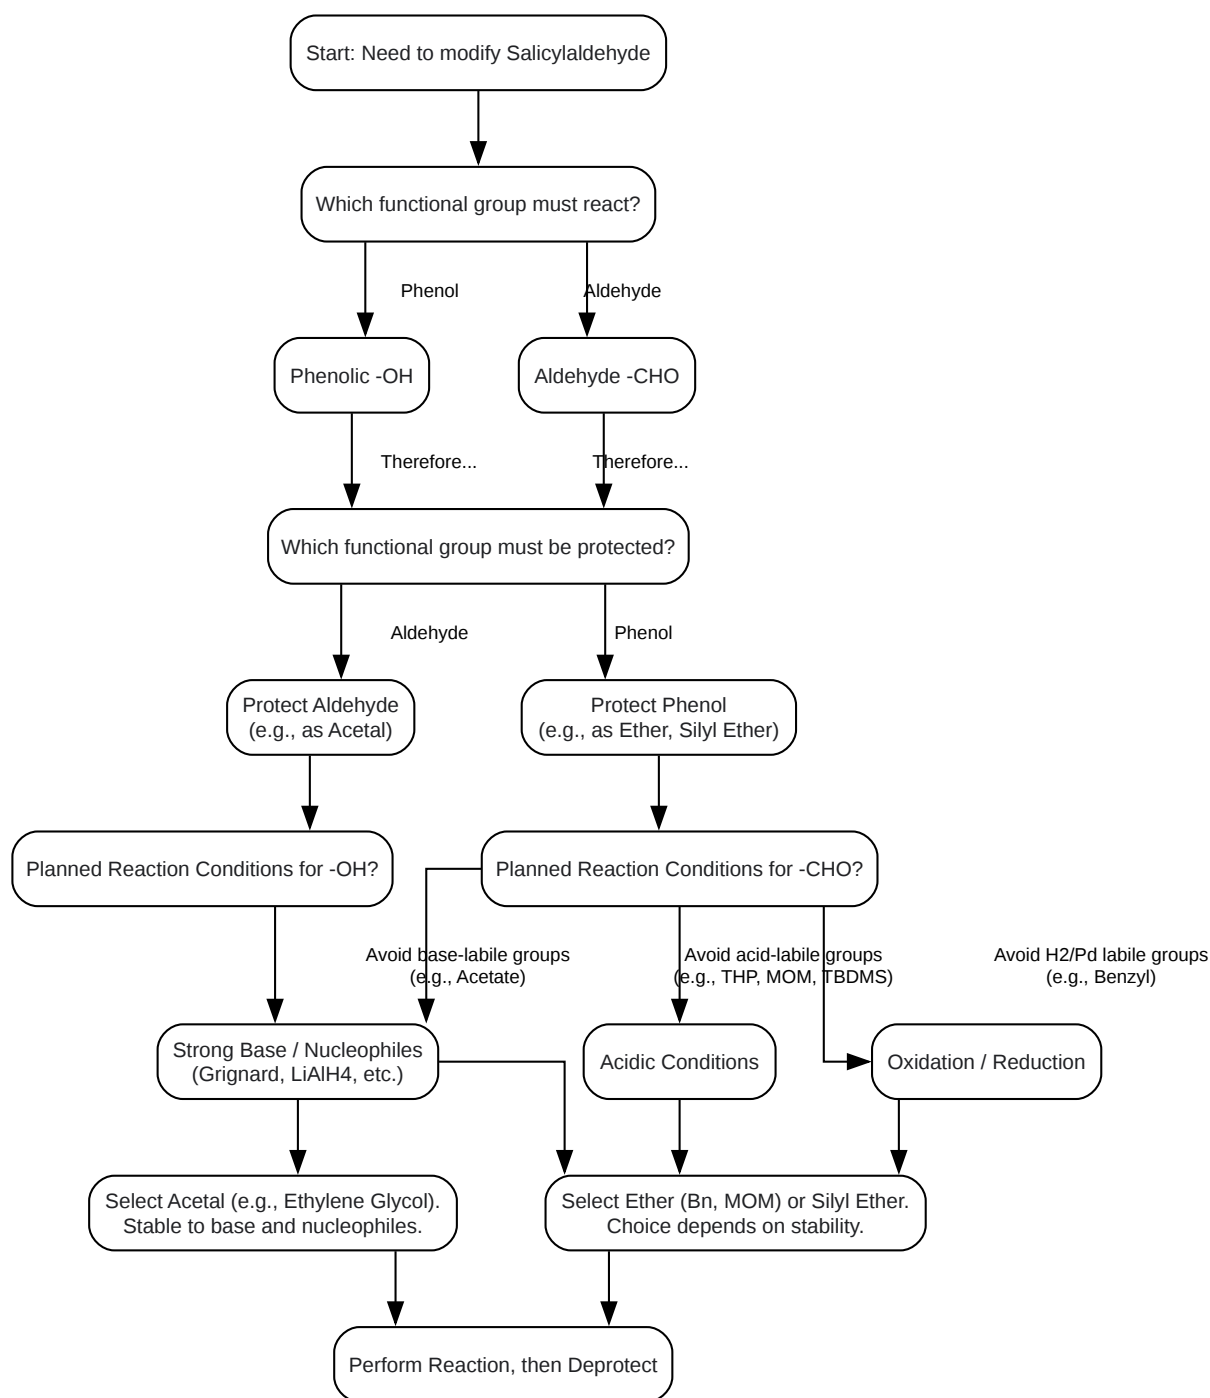 Start: Need to modify Salicylaldehyde
Which functional group must react?
Phenol
Aldehyde
Phenolic -OH
Aldehyde -CHO
Therefore...
Therefore...
Which functional group must be protected?
Aldehyde
Phenol
Protect Aldehyde
(e.g., as Acetal)
Protect Phenol
(e.g., as Ether, Silyl Ether)
Planned Reaction Conditions for -OH?
Planned Reaction Conditions for -CHO?
Avoid base-labile groups
(e.g., Acetate)
Avoid acid-labile groups
(e.g., THP, MOM, TBDMS)
Avoid H2/Pd labile groups
(e.g., Benzyl)
Strong Base / Nucleophiles
(Grignard, LiAlH4, etc.)
Acidic Conditions
Oxidation / Reduction
Select Acetal (e.g., Ethylene Glycol).
Stable to base and nucleophiles.
Select Ether (Bn, MOM) or Silyl Ether.
Choice depends on stability.
Perform Reaction, then Deprotect